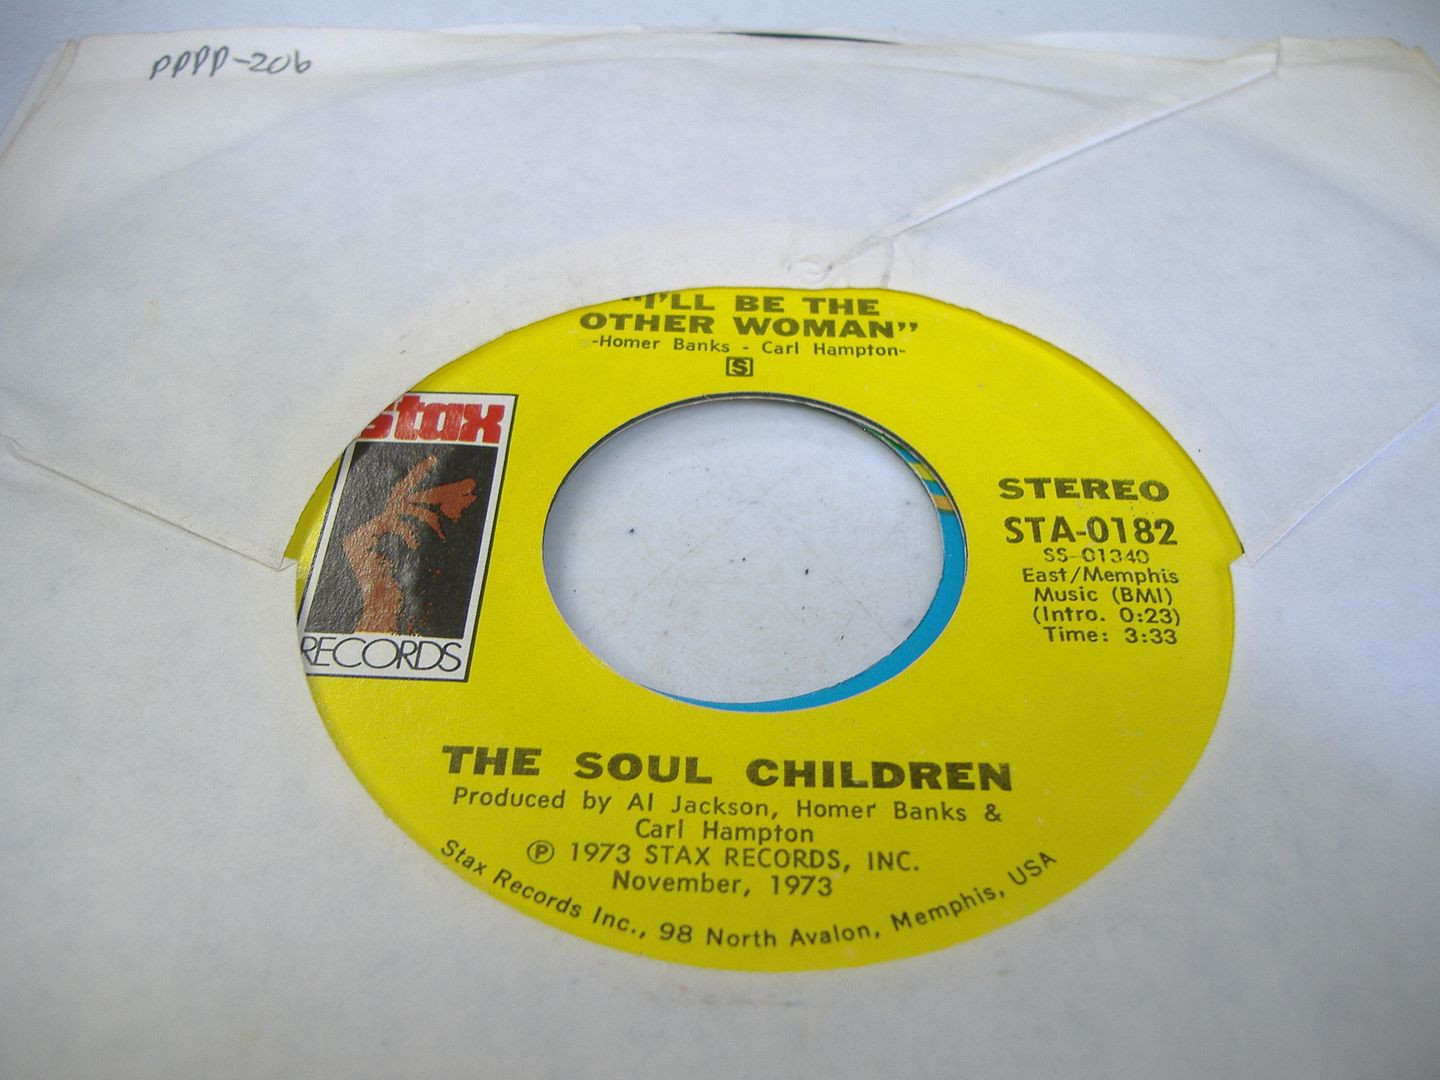 PPPP-206
"I'LL BE THE
OTHER WOMAN"
-Homer Banks - Carl Hampton-
S
stax
RECORDS
STEREO
STA-0182
SS-01340
East/Memphis
Music (BMI)
(Intro. 0:23)
Time: 3:33
THE SOUL CHILDREN
Produced by Al Jackson, Homer Banks &
Carl Hampton
℗ 1973 STAX RECORDS, INC.
November, 1973
Stax Records Inc., 98 North Avalon, Memphis, USA